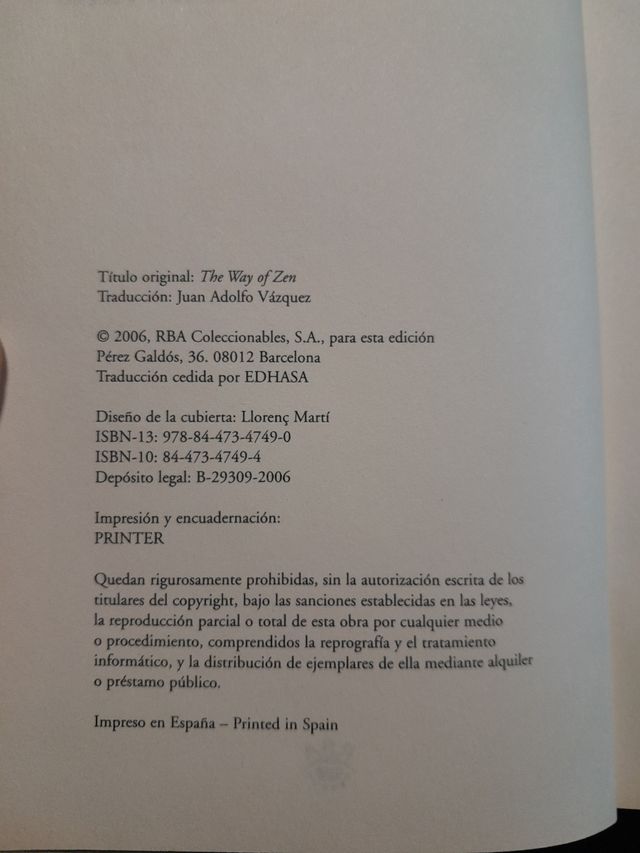 Título original: The Way of Zen
Traducción: Juan Adolfo Vázquez
© 2006, RBA Coleccionables, S.A., para esta edición
Pérez Galdós, 36. 08012 Barcelona
Traducción cedida por EDHASA
Diseño de la cubierta: Llorenç Martí
ISBN-13: 978-84-473-4749-0
ISBN-10: 84-473-4749-4
Depósito legal: B-29309-2006
Impresión y encuadernación:
PRINTER
Quedan rigurosamente prohibidas, sin la autorización escrita de los
titulares del copyright, bajo las sanciones establecidas en las leyes,
la reproducción parcial o total de esta obra por cualquier medio
o procedimiento, comprendidos la reprografía y el tratamiento
informático, y la distribución de ejemplares de ella mediante alquiler
o préstamo público.
Impreso en España – Printed in Spain